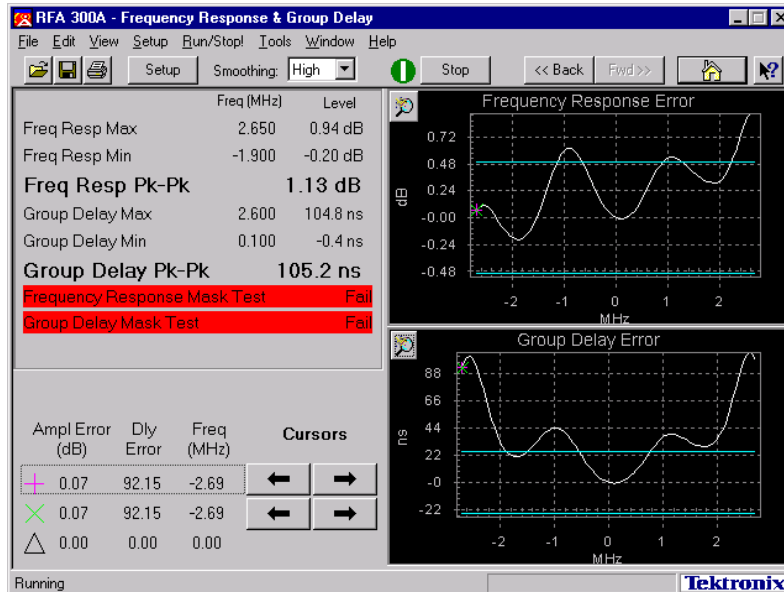 RFA 300A - Frequency Response & Group Delay
File Edit View Setup Run/Stop! Tools Window Help
Setup Smoothing: High Stop << Back Fwd >>
Freq (MHz) Level
Freq Resp Max 2.650 0.94 dB
Freq Resp Min -1.900 -0.20 dB
Freq Resp Pk-Pk 1.13 dB
Group Delay Max 2.600 104.8 ns
Group Delay Min 0.100 -0.4 ns
Group Delay Pk-Pk 105.2 ns
Frequency Response Mask Test Fail
Group Delay Mask Test Fail
Ampl Error (dB) Dly Error Freq (MHz) Cursors
0.07 92.15 -2.69
0.07 92.15 -2.69
0.00 0.00 0.00
Frequency Response Error
dB
0.72
0.48
0.24
-0.00
-0.24
-0.48
-2 -1 0 1 2
MHz
Group Delay Error
ns
88
66
44
22
-0
-22
-2 -1 0 1 2
MHz
Running
Tektronix